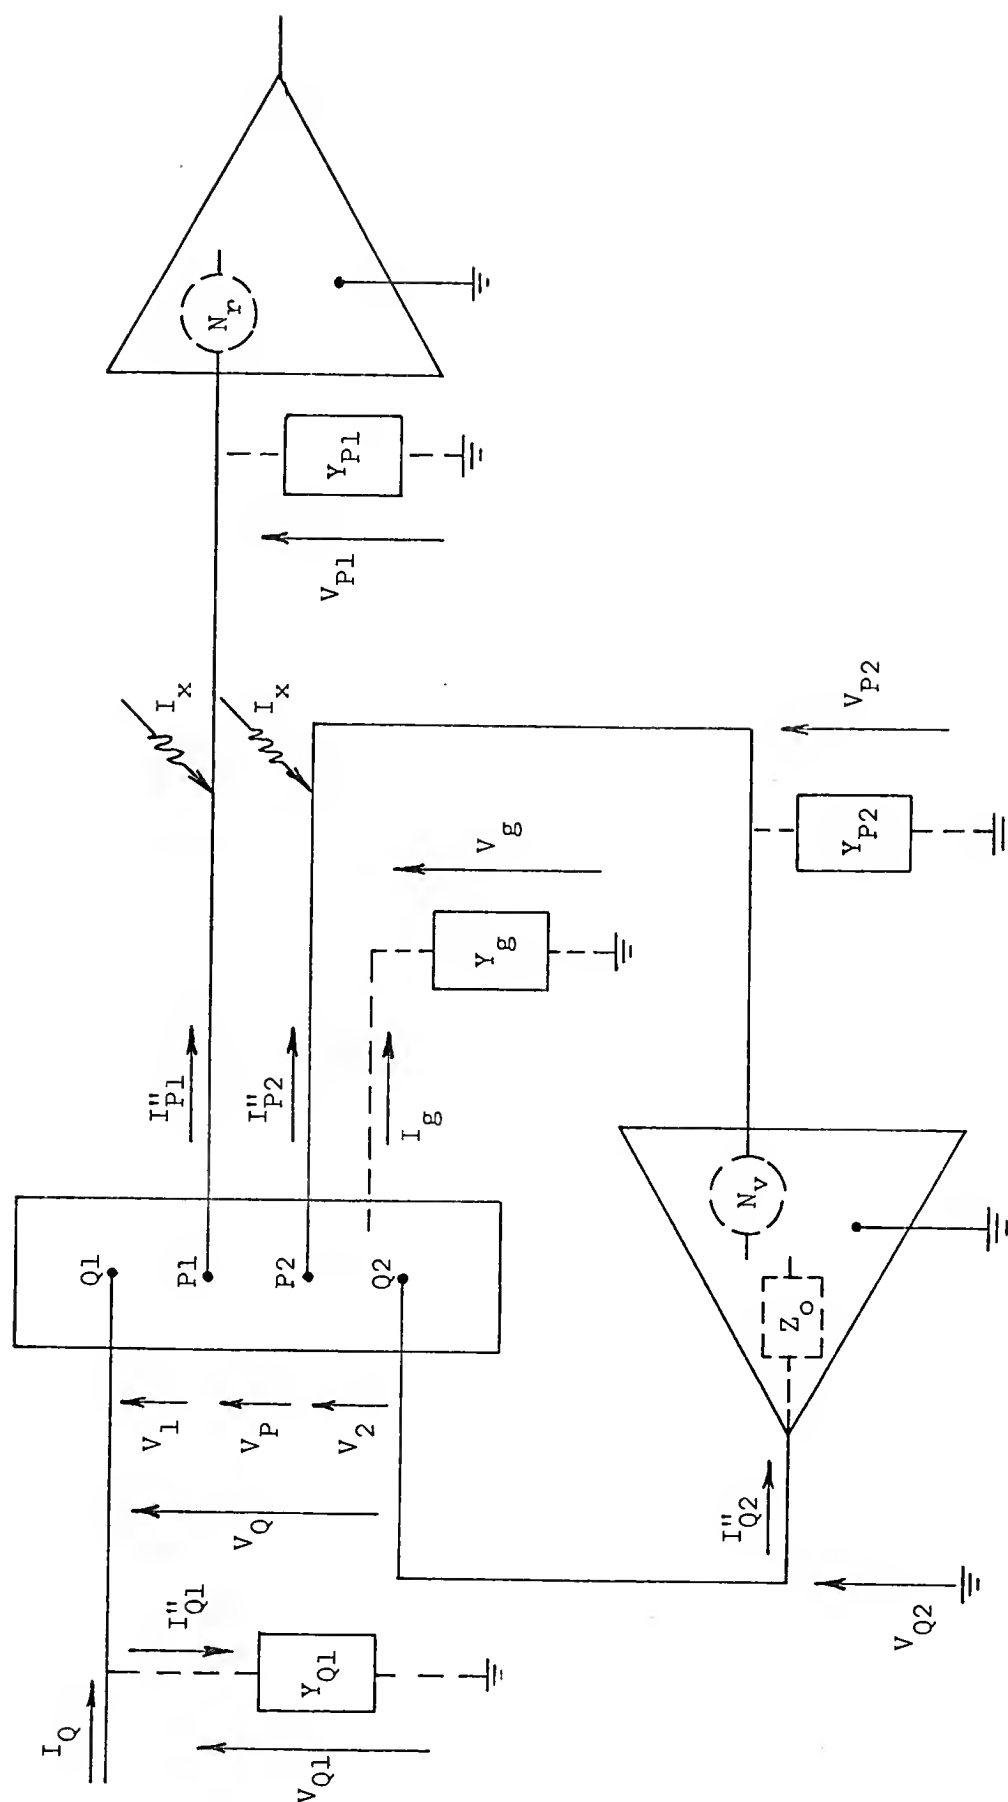 N_r
Y_P1
V_P1
I_x
I_x
V_P2
Y_P2
V_g
Y_g
I"_P1
I"_P2
I_g
N_v
Z_o
Q1
P1
P2
Q2
V_1
V_P
V_2
V_Q
I"_Q2
V_Q2
I"_Q1
Y_Q1
I_Q
V_Q1